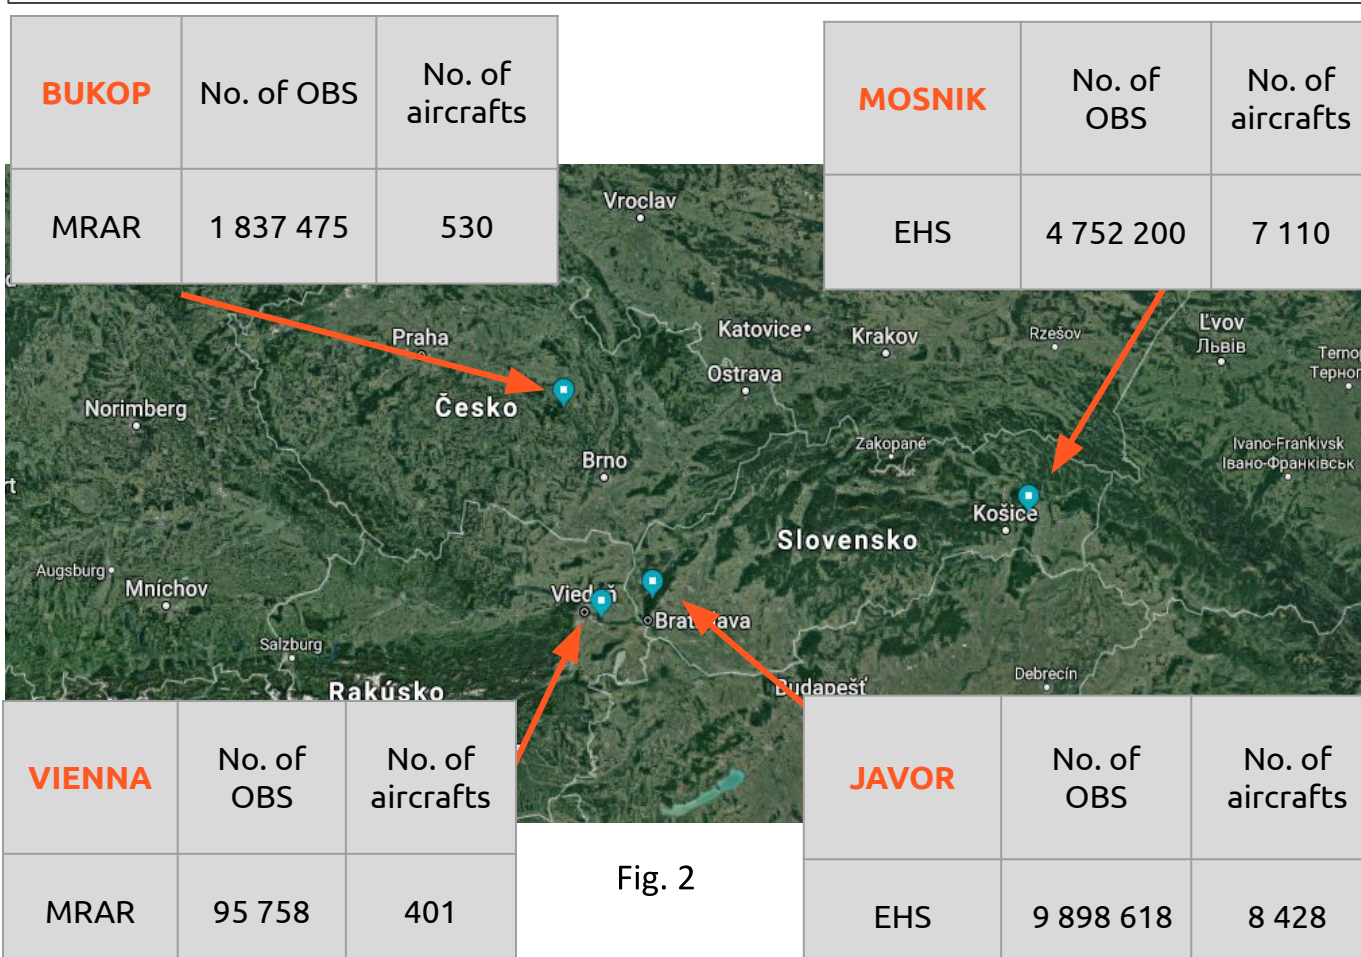 BUKOP
No. of OBS
No. of
aircrafts
MRAR
1 837 475
530
MOSNIK
No. of
OBS
No. of
aircrafts
EHS
4 752 200
7 110
Vroclav
Praha
Katovice
Krakov
Rzešov
Ľvov
Львів
Ostrava
Česko
Norimberg
Brno
Zakopané
Ivano-Frankivsk
Івано-Франківськ
Košice
Slovensko
Augsburg
Mníchov
Viedeň
Bratislava
Salzburg
Rakúsko
Budapešť
Debrecín
VIENNA
No. of
OBS
No. of
aircrafts
MRAR
95 758
401
Fig. 2
JAVOR
No. of
OBS
No. of
aircrafts
EHS
9 898 618
8 428